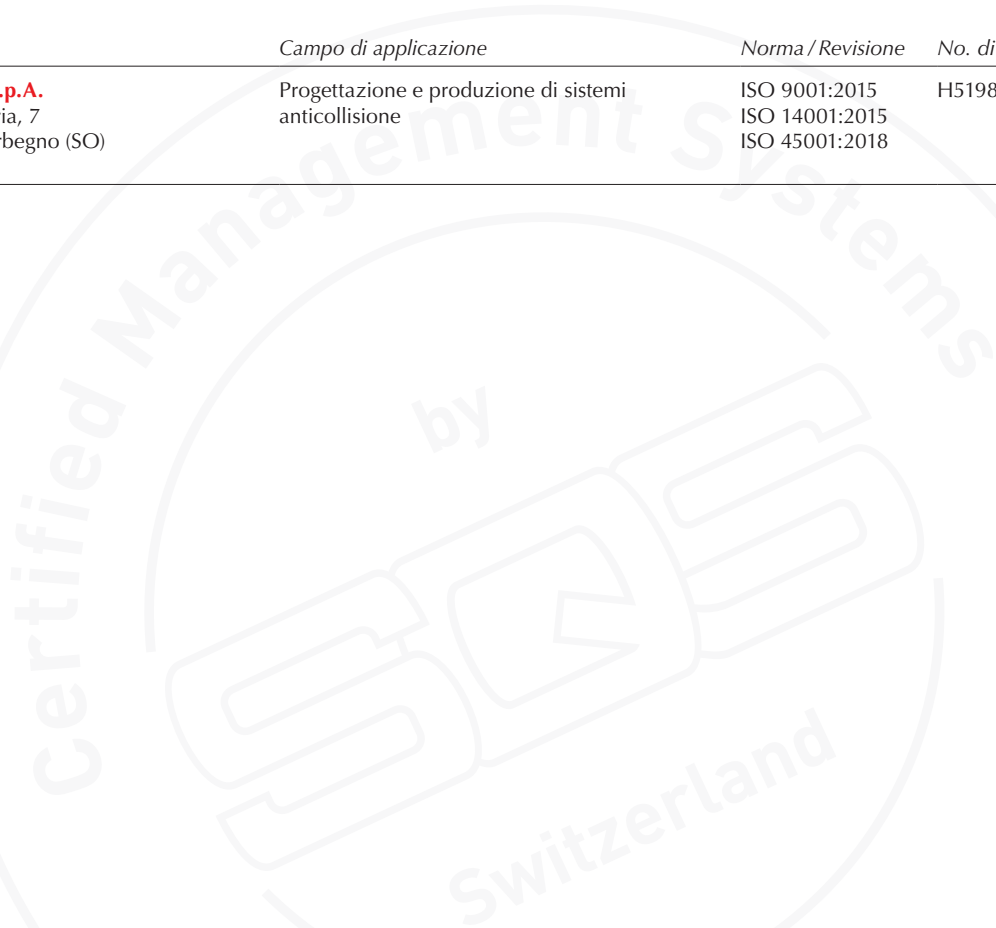 Campo di applicazione Norma / Revisione No. di
.p.A. Progettazione e produzione di sistemi ISO 9001:2015 H5198
ia, 7 anticollisione ISO 14001:2015
rbegno (SO) ISO 45001:2018
Certified Management Systems
by
SQS
Switzerland